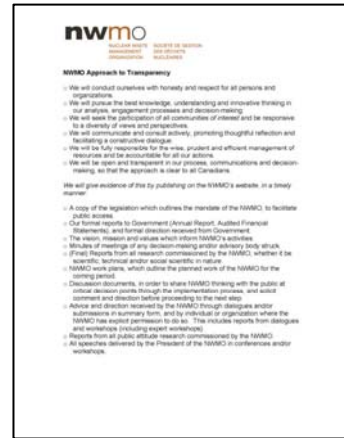 nwmo
NUCLEAR WASTE SOCIÉTÉ DE GESTION
MANAGEMENT DES DÉCHETS
ORGANIZATION NUCLÉAIRES
NWMO Approach to Transparency
o We will conduct ourselves with honesty and respect for all persons and
organizations.
o We will pursue the best knowledge, understanding and innovative thinking in
our analysis, engagement processes and decision-making.
o We will seek the participation of all communities of interest and be responsive
to a diversity of views and perspectives.
o We will communicate and consult actively, promoting thoughtful reflection and
facilitating a constructive dialogue.
o We will be fully responsible for the wise, prudent and efficient management of
resources and be accountable for all our actions.
o We will be open and transparent in our process, communications and decision-
making, so that the approach is clear to all Canadians.
We will give evidence of this by publishing on the NWMO's website, in a timely
manner:
o A copy of the legislation which outlines the mandate of the NWMO, to facilitate
public access.
o Our formal reports to Government (Annual Report, Audited Financial
Statements), and formal direction received from Government.
o The vision, mission and values which inform NWMO's activities.
o Minutes of meetings of any decision-making and/or advisory body struck.
o (Final) Reports from all research commissioned by the NWMO, whether it be
scientific, technical and/or social scientific in nature.
o NWMO work plans, which outline the planned work of the NWMO for the
coming period.
o Discussion documents, in order to share NWMO thinking with the public at
critical decision points through the implementation process, and solicit
comment and direction before proceeding to the next step.
o Advice and direction received by the NWMO through dialogues and/or
submissions in summary form, and by individual or organization where the
NWMO has explicit permission to do so. This includes reports from dialogues
and workshops (including expert workshops).
o Reports from all public attitude research commissioned by the NWMO.
o All speeches delivered by the President of the NWMO in conferences and/or
workshops.